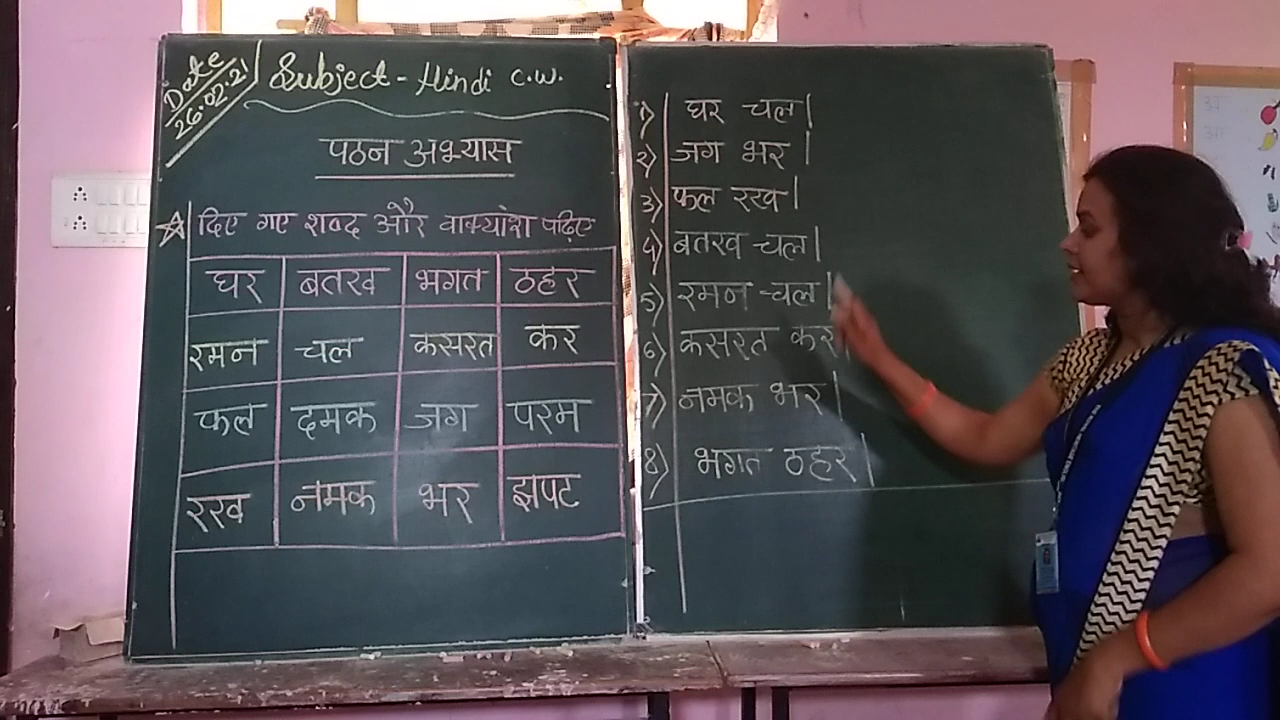 Date
26.02.21
Subject - Hindi C.W.
पठन अभ्यास
दिए गए शब्द और वाक्यांश पढ़िए
घर बतख भगत ठहर
रमन चल कसरत कर
फल दमक जग परम
रख नमक भर झपट
1) घर चल।
2) जग भर।
3) फल रख।
4) बतख चल।
5) रमन चल।
6) कसरत कर।
7) नमक भर।
8) भगत ठहर।